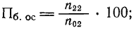 Пб. ос = n22 / n02 · 100;